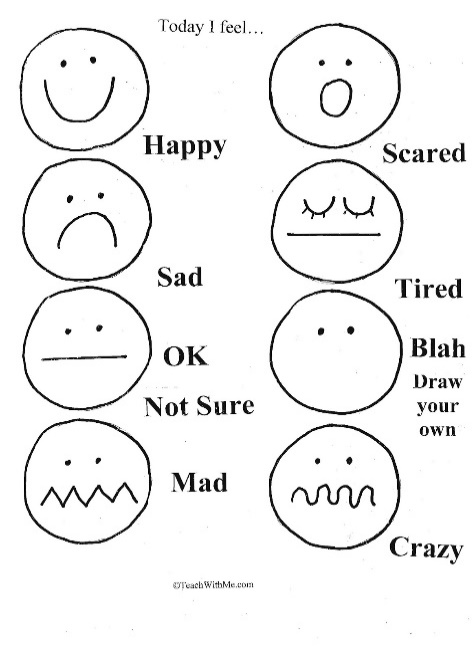 Today I feel...
Happy
Scared
Sad
Tired
OK
Not Sure
Blah
Draw
your
own
Mad
Crazy
©TeachWithMe.com